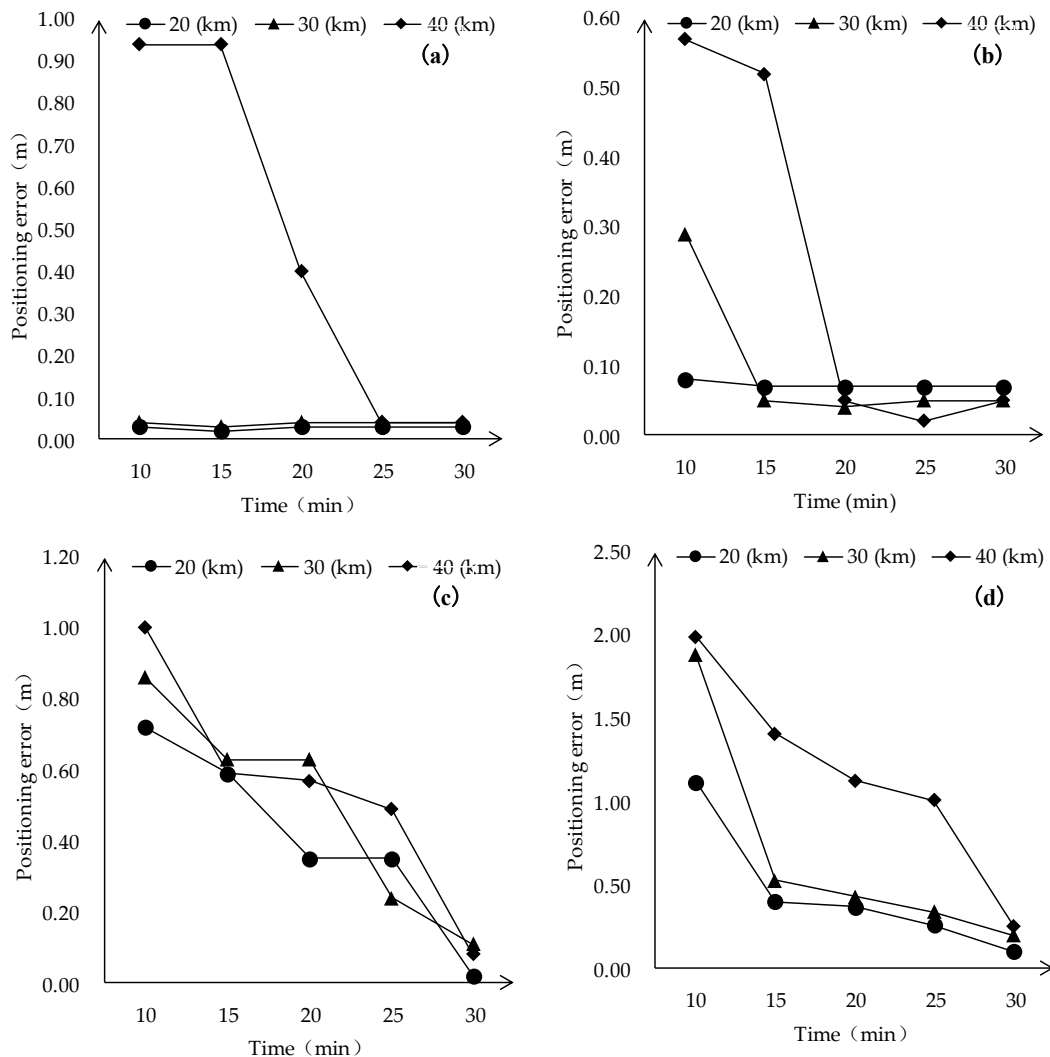 1.00
20 (km) 30 (km) 40 (km)
(a)
0.90
0.80
0.70
0.60
0.50
0.40
0.30
0.20
0.10
0.00
Positioning error（m）
10 15 20 25 30
Time（min）
0.60
20 (km) 30 (km) 40 (km)
(b)
0.50
0.40
0.30
0.20
0.10
0.00
Positioning error（m）
10 15 20 25 30
Time (min)
1.20
20 (km) 30 (km) 40 (km)
(c)
1.00
0.80
0.60
0.40
0.20
0.00
Positioning error（m）
10 15 20 25 30
Time（min）
2.50
20 (km) 30 (km) 40 (km)
(d)
2.00
1.50
1.00
0.50
0.00
Positioning error（m）
10 15 20 25 30
Time（min）